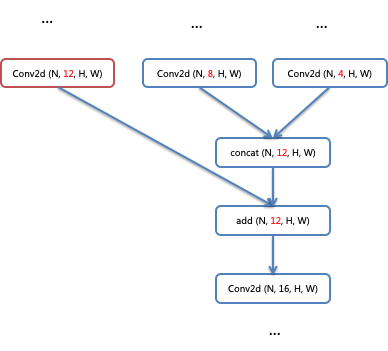 ... ... ...
Conv2d (N, 12, H, W) Conv2d (N, 8, H, W) Conv2d (N, 4, H, W)
concat (N, 12, H, W)
add (N, 12, H, W)
Conv2d (N, 16, H, W)
...